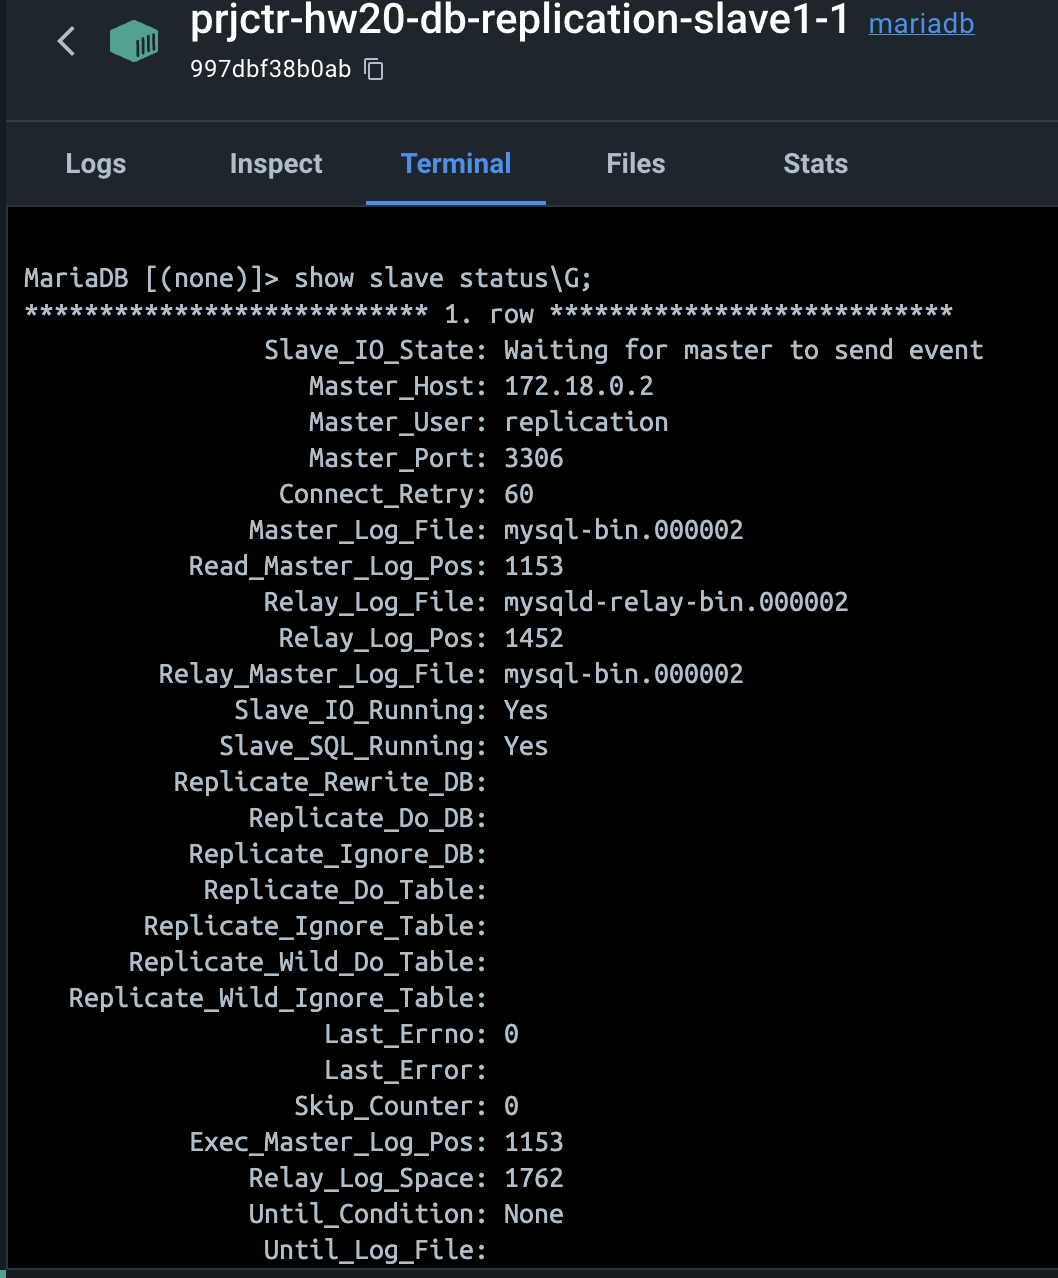 prjctr-hw20-db-replication-slave1-1 mariadb
997dbf38b0ab
Logs Inspect Terminal Files Stats
MariaDB [(none)]> show slave status\G;
*************************** 1. row ***************************
Slave_IO_State: Waiting for master to send event
Master_Host: 172.18.0.2
Master_User: replication
Master_Port: 3306
Connect_Retry: 60
Master_Log_File: mysql-bin.000002
Read_Master_Log_Pos: 1153
Relay_Log_File: mysqld-relay-bin.000002
Relay_Log_Pos: 1452
Relay_Master_Log_File: mysql-bin.000002
Slave_IO_Running: Yes
Slave_SQL_Running: Yes
Replicate_Rewrite_DB:
Replicate_Do_DB:
Replicate_Ignore_DB:
Replicate_Do_Table:
Replicate_Ignore_Table:
Replicate_Wild_Do_Table:
Replicate_Wild_Ignore_Table:
Last_Errno: 0
Last_Error:
Skip_Counter: 0
Exec_Master_Log_Pos: 1153
Relay_Log_Space: 1762
Until_Condition: None
Until_Log_File: